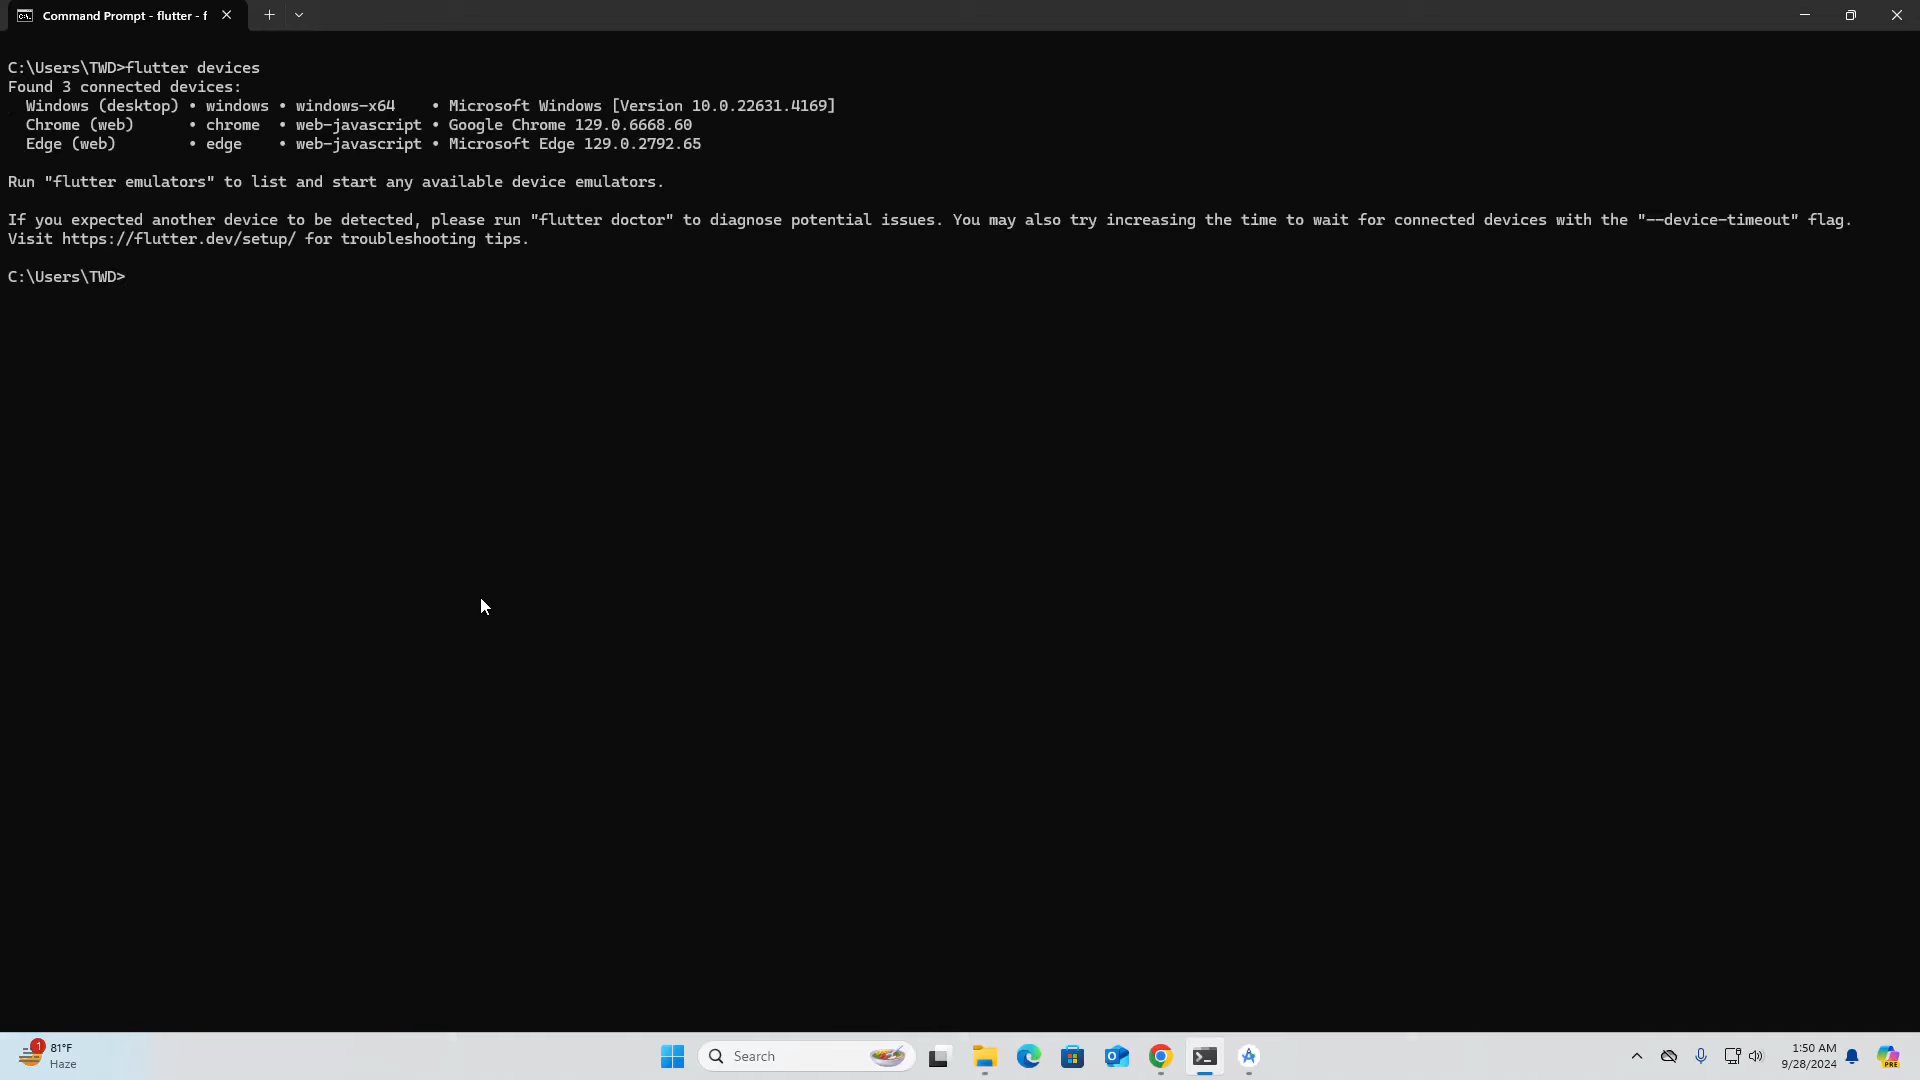 Command Prompt - flutter - f
C:\Users\TWD>flutter devices
Found 3 connected devices:
Windows (desktop) • windows • windows-x64 • Microsoft Windows [Version 10.0.22631.4169]
Chrome (web) • chrome • web-javascript • Google Chrome 129.0.6668.60
Edge (web) • edge • web-javascript • Microsoft Edge 129.0.2792.65
Run "flutter emulators" to list and start any available device emulators.
If you expected another device to be detected, please run "flutter doctor" to diagnose potential issues. You may also try increasing the time to wait for connected devices with the "--device-timeout" flag.
Visit https://flutter.dev/setup/ for troubleshooting tips.
C:\Users\TWD>
1
81°F
Haze
Search
1:50 AM
9/28/2024
PRE